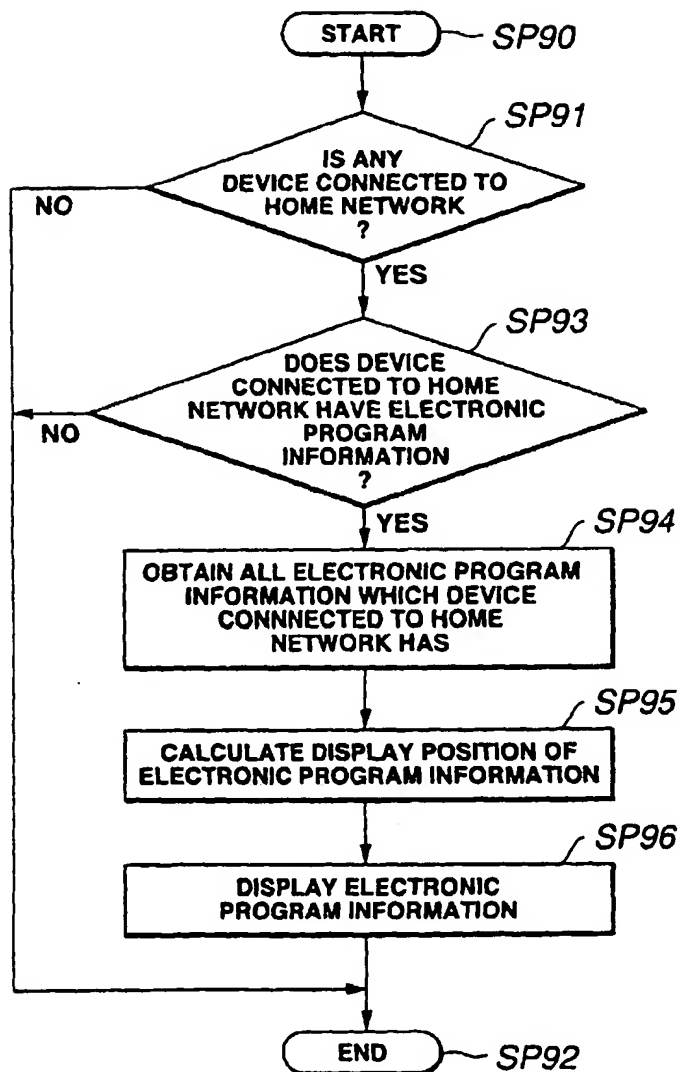 START
SP90
SP91
IS ANY
DEVICE CONNECTED TO
HOME NETWORK
?
NO
YES
SP93
DOES DEVICE
CONNECTED TO HOME
NETWORK HAVE ELECTRONIC
PROGRAM
INFORMATION
?
NO
YES
SP94
OBTAIN ALL ELECTRONIC PROGRAM
INFORMATION WHICH DEVICE
CONNNECTED TO HOME
NETWORK HAS
SP95
CALCULATE DISPLAY POSITION OF
ELECTRONIC PROGRAM INFORMATION
SP96
DISPLAY ELECTRONIC
PROGRAM INFORMATION
END
SP92